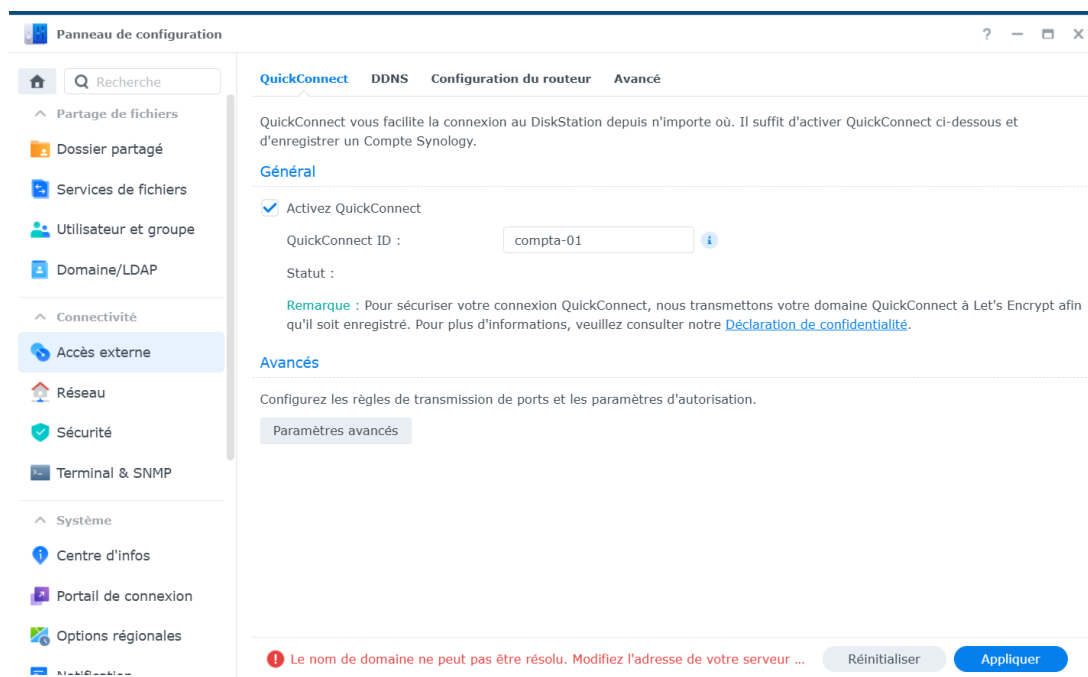 Panneau de configuration
?
Recherche
Partage de fichiers
Dossier partagé
Services de fichiers
Utilisateur et groupe
Domaine/LDAP
Connectivité
Accès externe
Réseau
Sécurité
Terminal & SNMP
Système
Centre d'infos
Portail de connexion
Options régionales
Notification
QuickConnect DDNS Configuration du routeur Avancé
QuickConnect vous facilite la connexion au DiskStation depuis n'importe où. Il suffit d'activer QuickConnect ci-dessous et
d'enregistrer un Compte Synology.
Général
Activez QuickConnect
QuickConnect ID : compta-01
Statut :
Remarque : Pour sécuriser votre connexion QuickConnect, nous transmettons votre domaine QuickConnect à Let's Encrypt afin
qu'il soit enregistré. Pour plus d'informations, veuillez consulter notre Déclaration de confidentialité.
Avancés
Configurez les règles de transmission de ports et les paramètres d'autorisation.
Paramètres avancés
Le nom de domaine ne peut pas être résolu. Modifiez l'adresse de votre serveur ...
Réinitialiser Appliquer